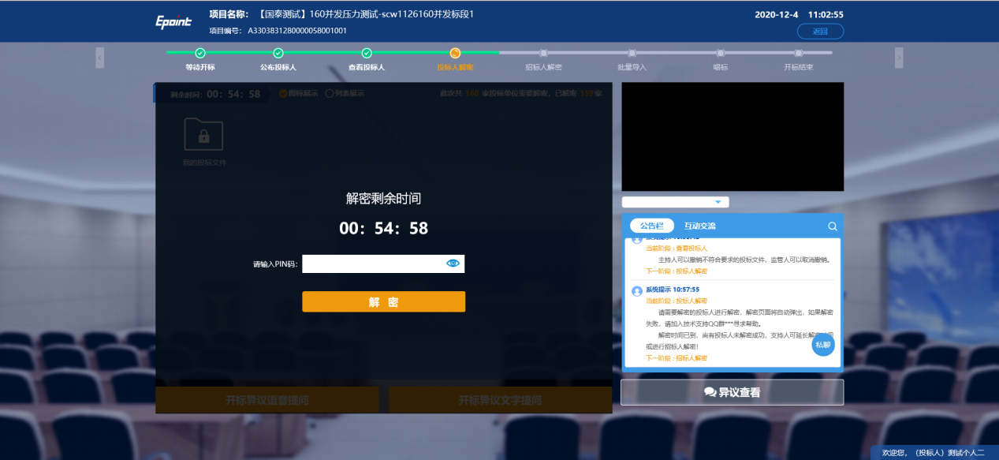 Epoint
项目名称： 【国泰测试】160并发压力测试-scw1126160并发标段1
项目编号： A3303831280000058001001
2020-12-4 11:02:55
返回
等待开标
公布投标人
查看投标人
投标人解密
招标人解密
批量导入
唱标
开标结束
剩余时间： 00：54：58
图标展示 列表展示
此次共 160 家投标单位需要解密，已解密 159 家
我的投标文件
解密剩余时间
00：54：58
请输入PIN码：
解 密
开标异议语音提问
开标异议文字提问
公告栏 互动交流
当前阶段：查看投标人
主持人可以撤销不符合要求的投标文件，监管人可以取消撤销。
下一阶段：投标人解密
系统提示 10:57:55
当前阶段：投标人解密
请需要解密的投标人进行解密，解密页面将自动弹出，如果解密
失败，请加入技术支持QQ群***寻求帮助。
解密时间已到，尚有投标人未解密成功，支持人可延长解
或进行招标人解密！
下一阶段：招标人解密
私聊
异议查看
欢迎您，（投标人）测试个人二